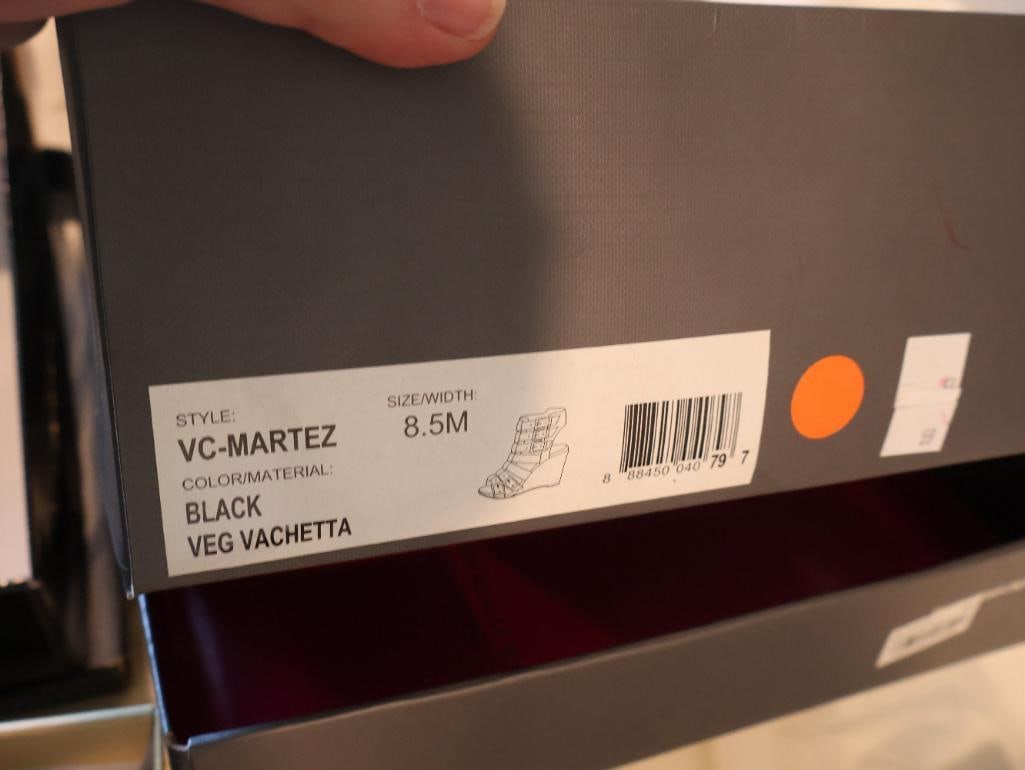 STYLE:
VC-MARTEZ
COLOR/MATERIAL:
BLACK
VEG VACHETTA
SIZE/WIDTH:
8.5M
8 88450 040 79 7